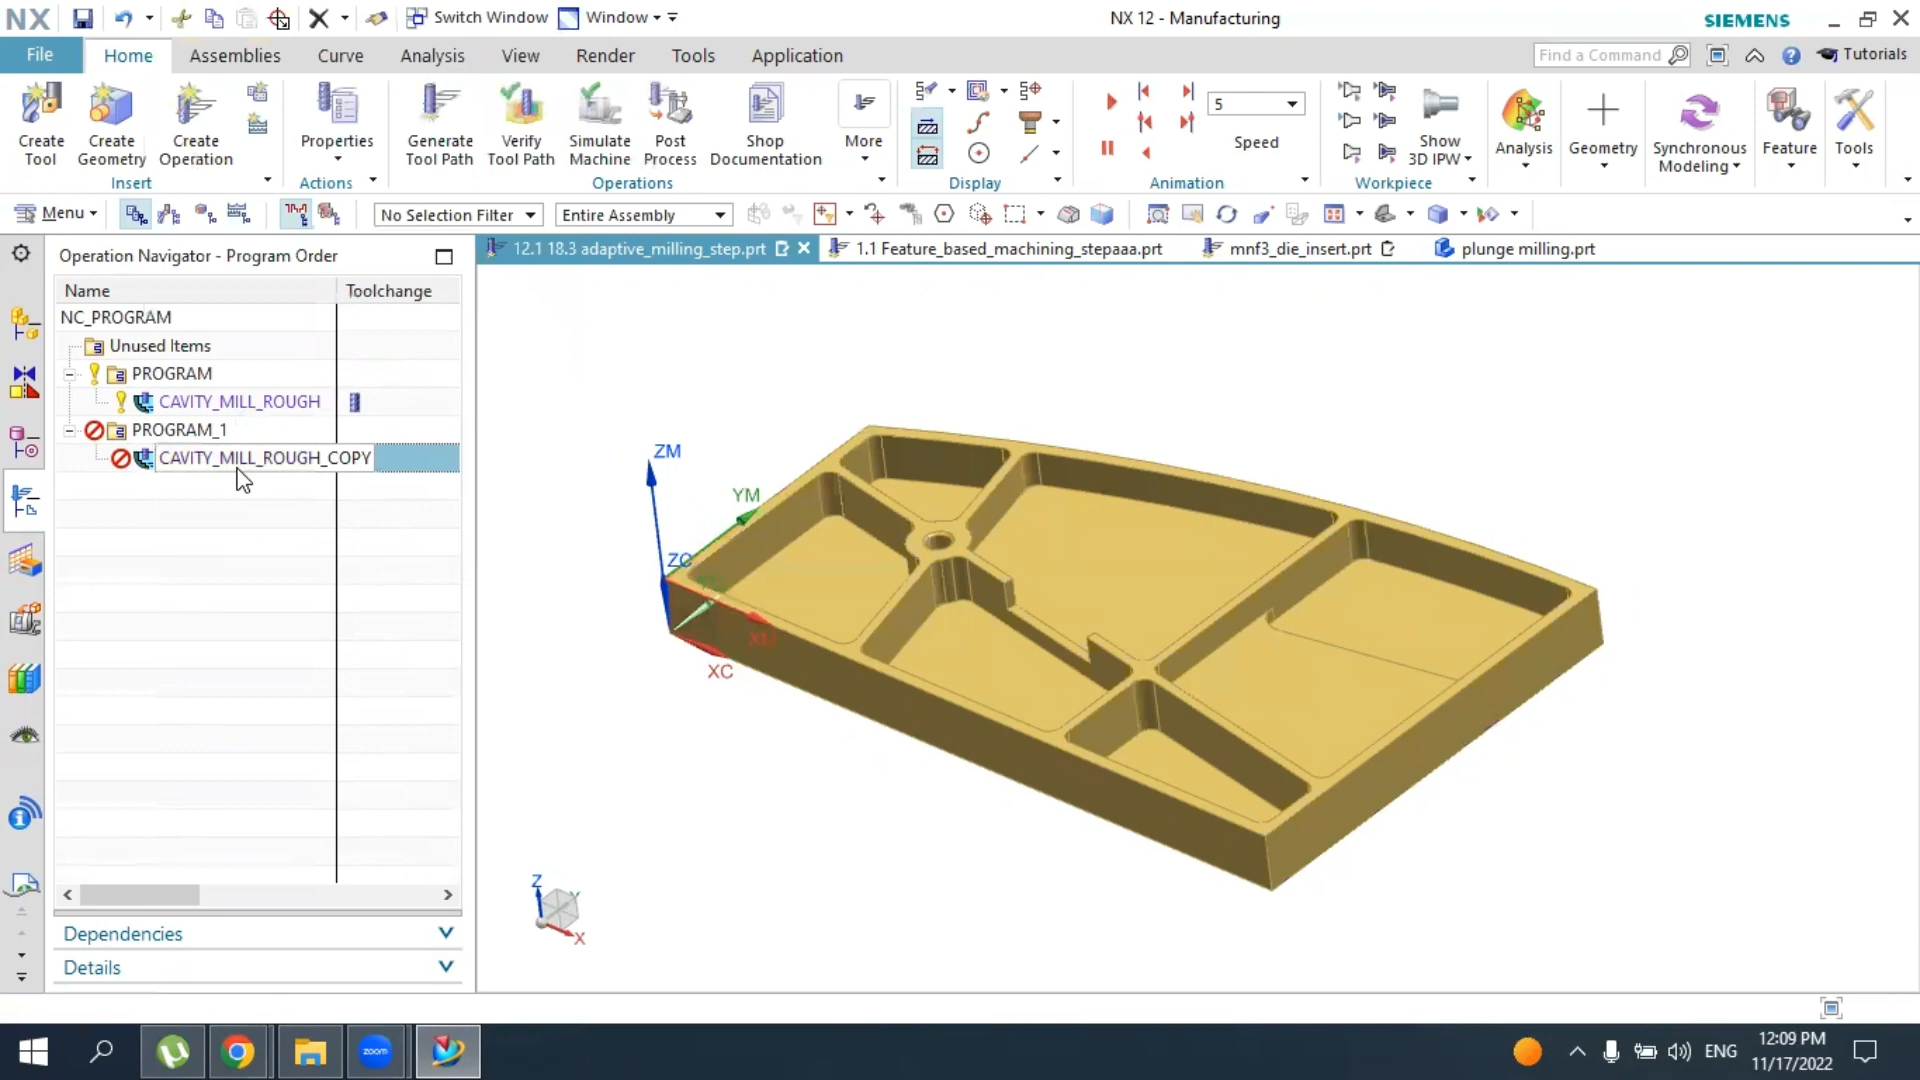 NX
Switch Window
Window
NX 12 - Manufacturing
SIEMENS
File
Home
Assemblies
Curve
Analysis
View
Render
Tools
Application
Find a Command
Tutorials
Create Tool
Create Geometry
Create Operation
Insert
Properties
Actions
Generate Tool Path
Verify Tool Path
Simulate Machine
Post Process
Shop Documentation
More
Operations
Display
5
Speed
Animation
Show 3D IPW
Workpiece
Analysis
Geometry
Synchronous Modeling
Feature
Tools
Menu
No Selection Filter
Entire Assembly
Operation Navigator - Program Order
12.1 18.3 adaptive_milling_step.prt
1.1 Feature_based_machining_stepaaa.prt
mnf3_die_insert.prt
plunge milling.prt
Name
Toolchange
NC_PROGRAM
Unused Items
PROGRAM
CAVITY_MILL_ROUGH
PROGRAM_1
CAVITY_MILL_ROUGH_COPY
ZM
YM
ZC
XM
XC
Z
Y
X
Dependencies
Details
zoom
ENG
12:09 PM
11/17/2022